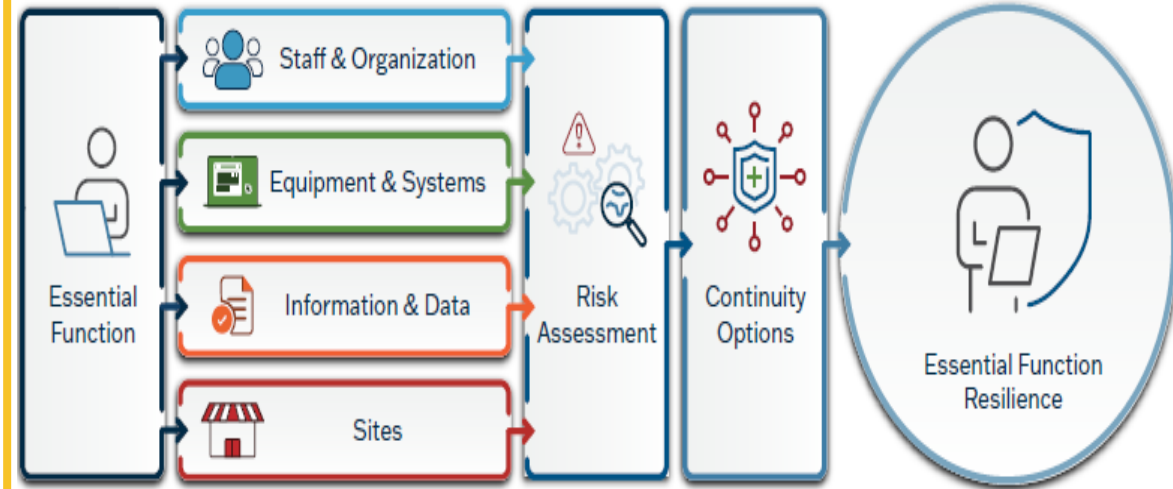 Essential
Function
Staff & Organization
Equipment & Systems
Information & Data
Sites
Risk
Assessment
Continuity
Options
Essential Function
Resilience